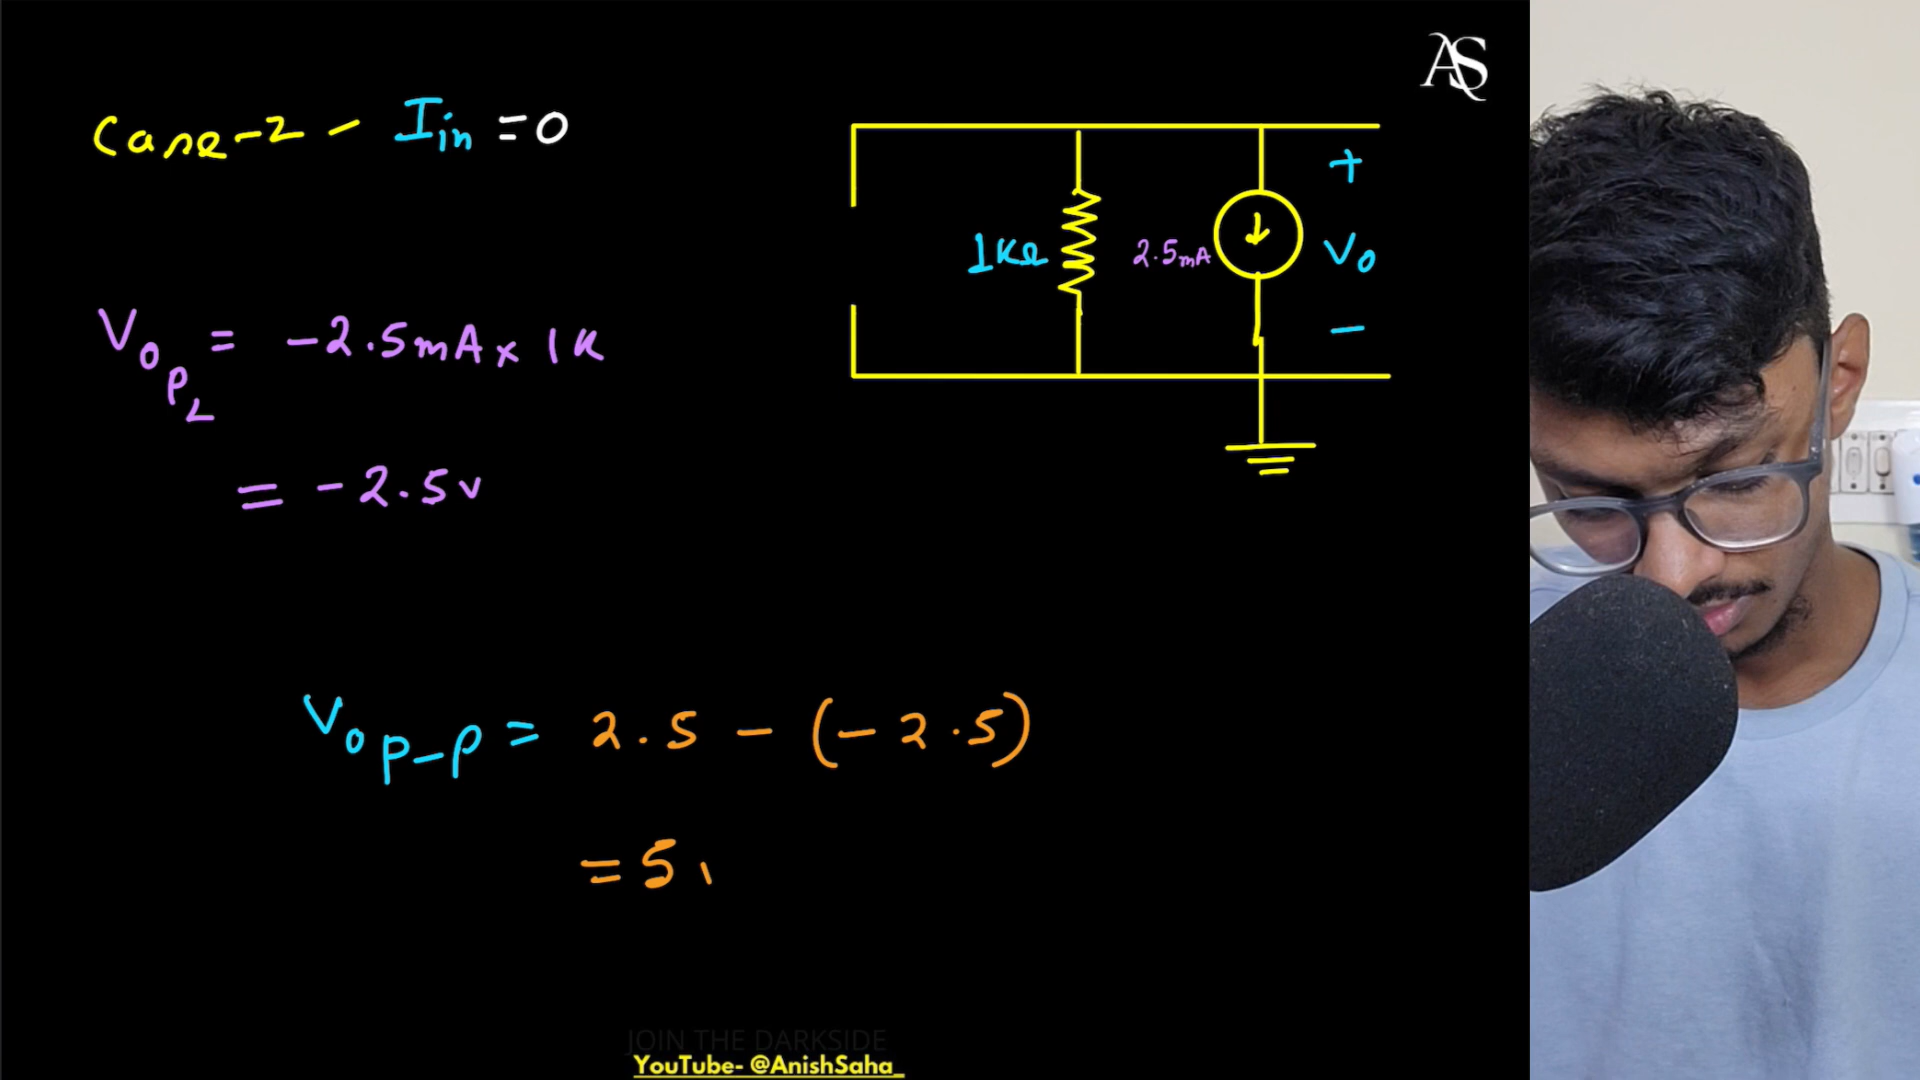 AS
Case-2 - Iin = 0
+
1KΩ
2.5mA
Vo
-
Vop2 = -2.5mA x 1K
= -2.5v
Vop-p = 2.5 - (-2.5)
= 5
JOIN THE DARKSIDE
YouTube- @AnishSaha_